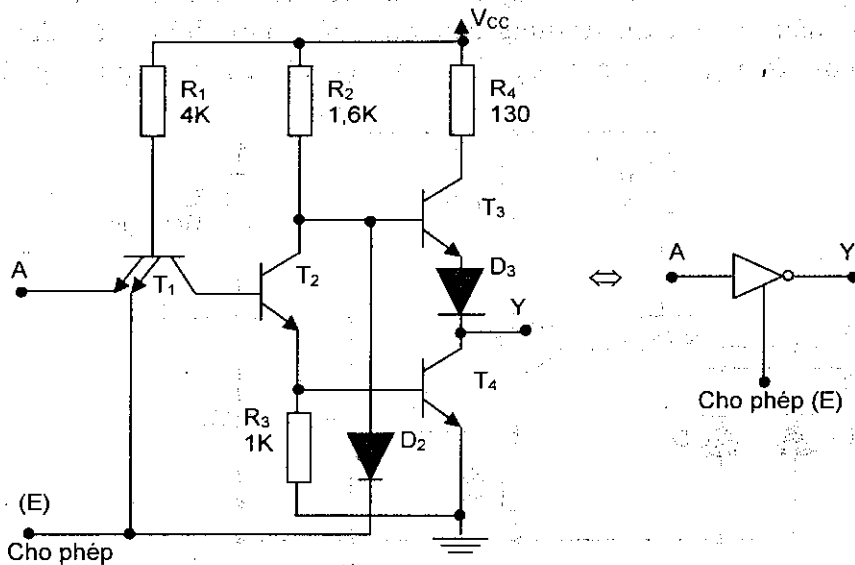 Vcc
R1
4K
R2
1,6K
R4
130
T3
A
T1
T2
D3
Y
T4
R3
1K
D2
(E)
Cho phép
⇔
A
Y
Cho phép (E)